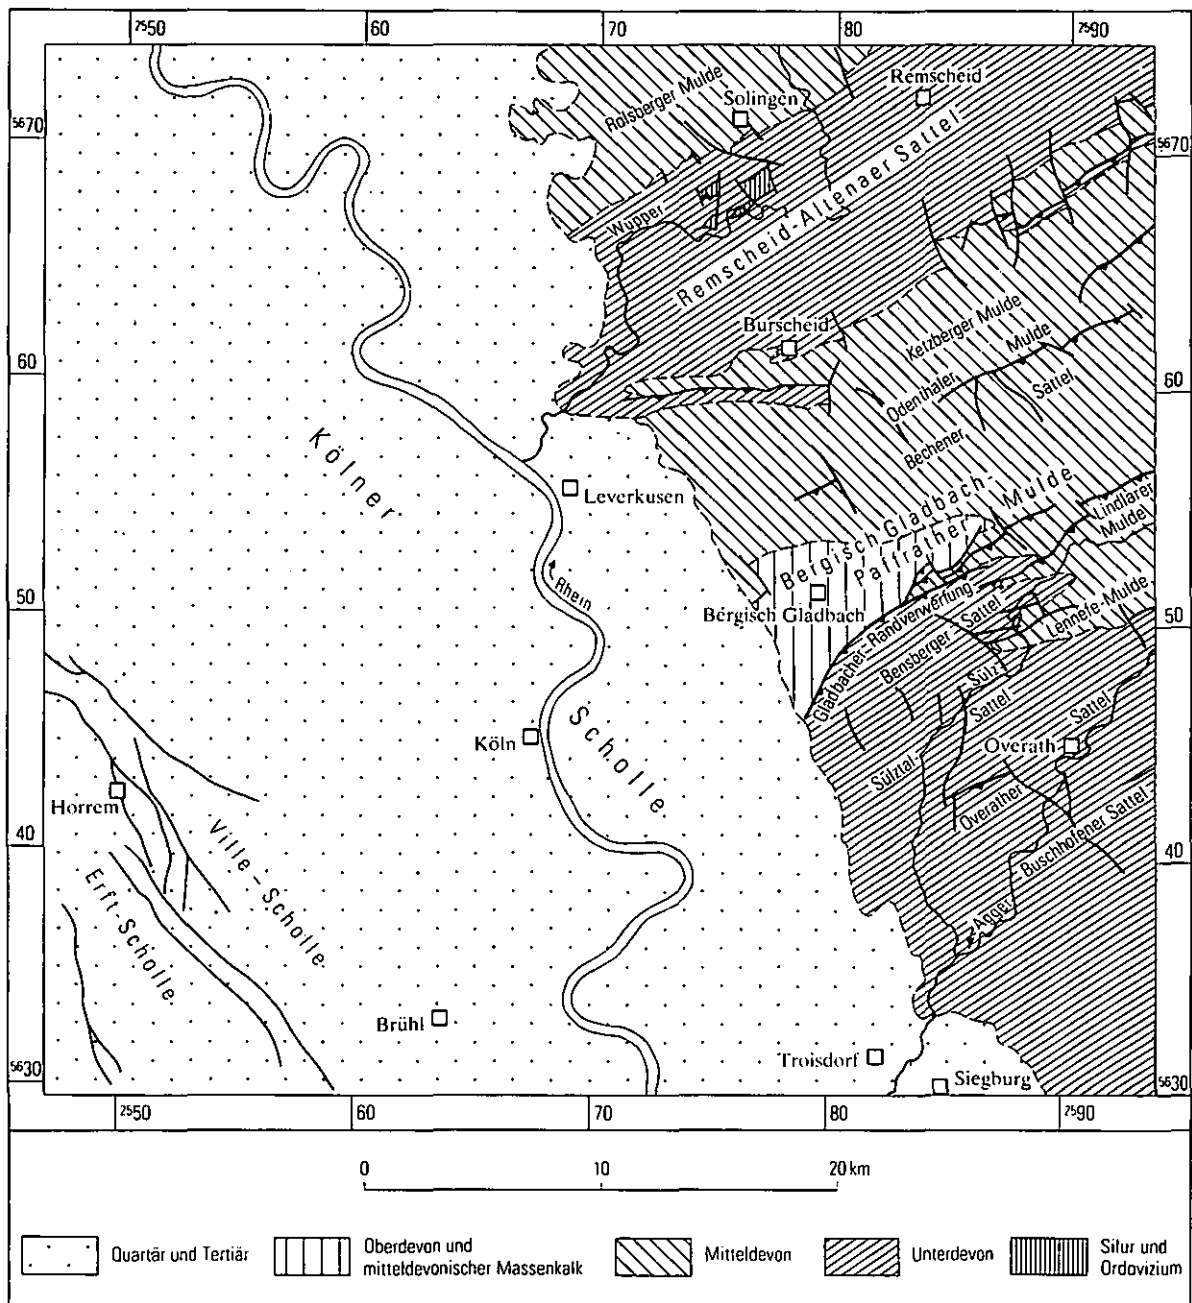 2550
60
70
80
2590
Remscheid
Solingen
Rolsberger Mulde
5670
5670
Remscheid-Altenaer Sattel
Wupper
Burscheid
Ketzberger Mulde
60
60
Odenthaler Mulde
Bechener Sattel
Kölner Scholle
Leverkusen
Bergisch Gladbach-
Paffrather Mulde
Lindlarer
Mulde
Rhein
50
50
Bergisch Gladbach
Gladbacher-Randverwerfung
Bensberger Sattel
Lennefe-Mulde
Sülz
Sülztal Sattel
Köln
Overath
Overather Sattel
Horrem
40
40
Ville-Scholle
Erft-Scholle
Buschhofener Sattel
Agger
Brühl
Troisdorf
Siegburg
5630
5630
2550
60
70
80
2590
0
10
20 km
Quartär und Tertiär
Oberdevon und
mitteldevonischer Massenkalk
Mitteldevon
Unterdevon
Silur und
Ordovizium